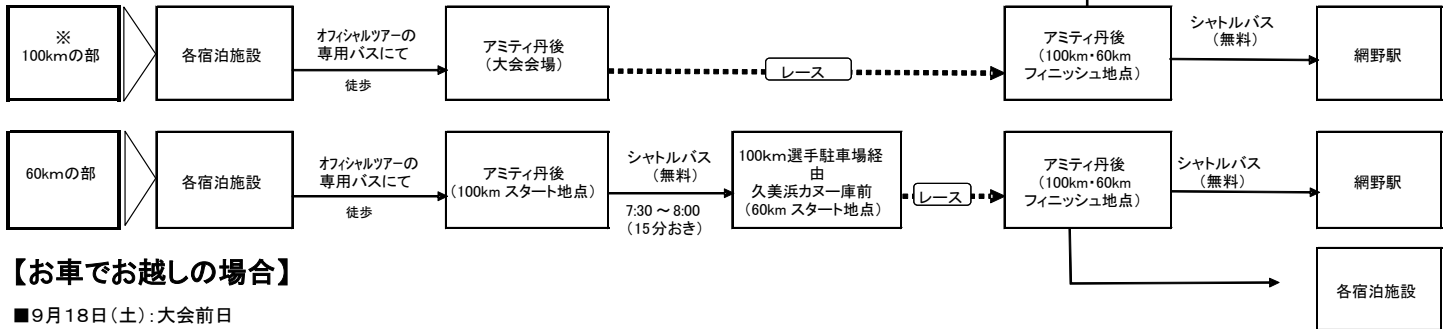 ※
100kmの部
各宿泊施設
オフィシャルツアーの
専用バスにて
徒歩
アミティ丹後
(大会会場)
レース
アミティ丹後
(100km・60km
フィニッシュ地点)
シャトルバス
(無料)
網野駅
60kmの部
各宿泊施設
オフィシャルツアーの
専用バスにて
徒歩
アミティ丹後
(100km スタート地点)
シャトルバス
(無料)
7:30 ～ 8:00
(15分おき)
100km選手駐車場経
由
久美浜カヌー庫前
(60km スタート地点)
レース
アミティ丹後
(100km・60km
フィニッシュ地点)
シャトルバス
(無料)
網野駅
各宿泊施設
【お車でお越しの場合】
■9月18日(土):大会前日